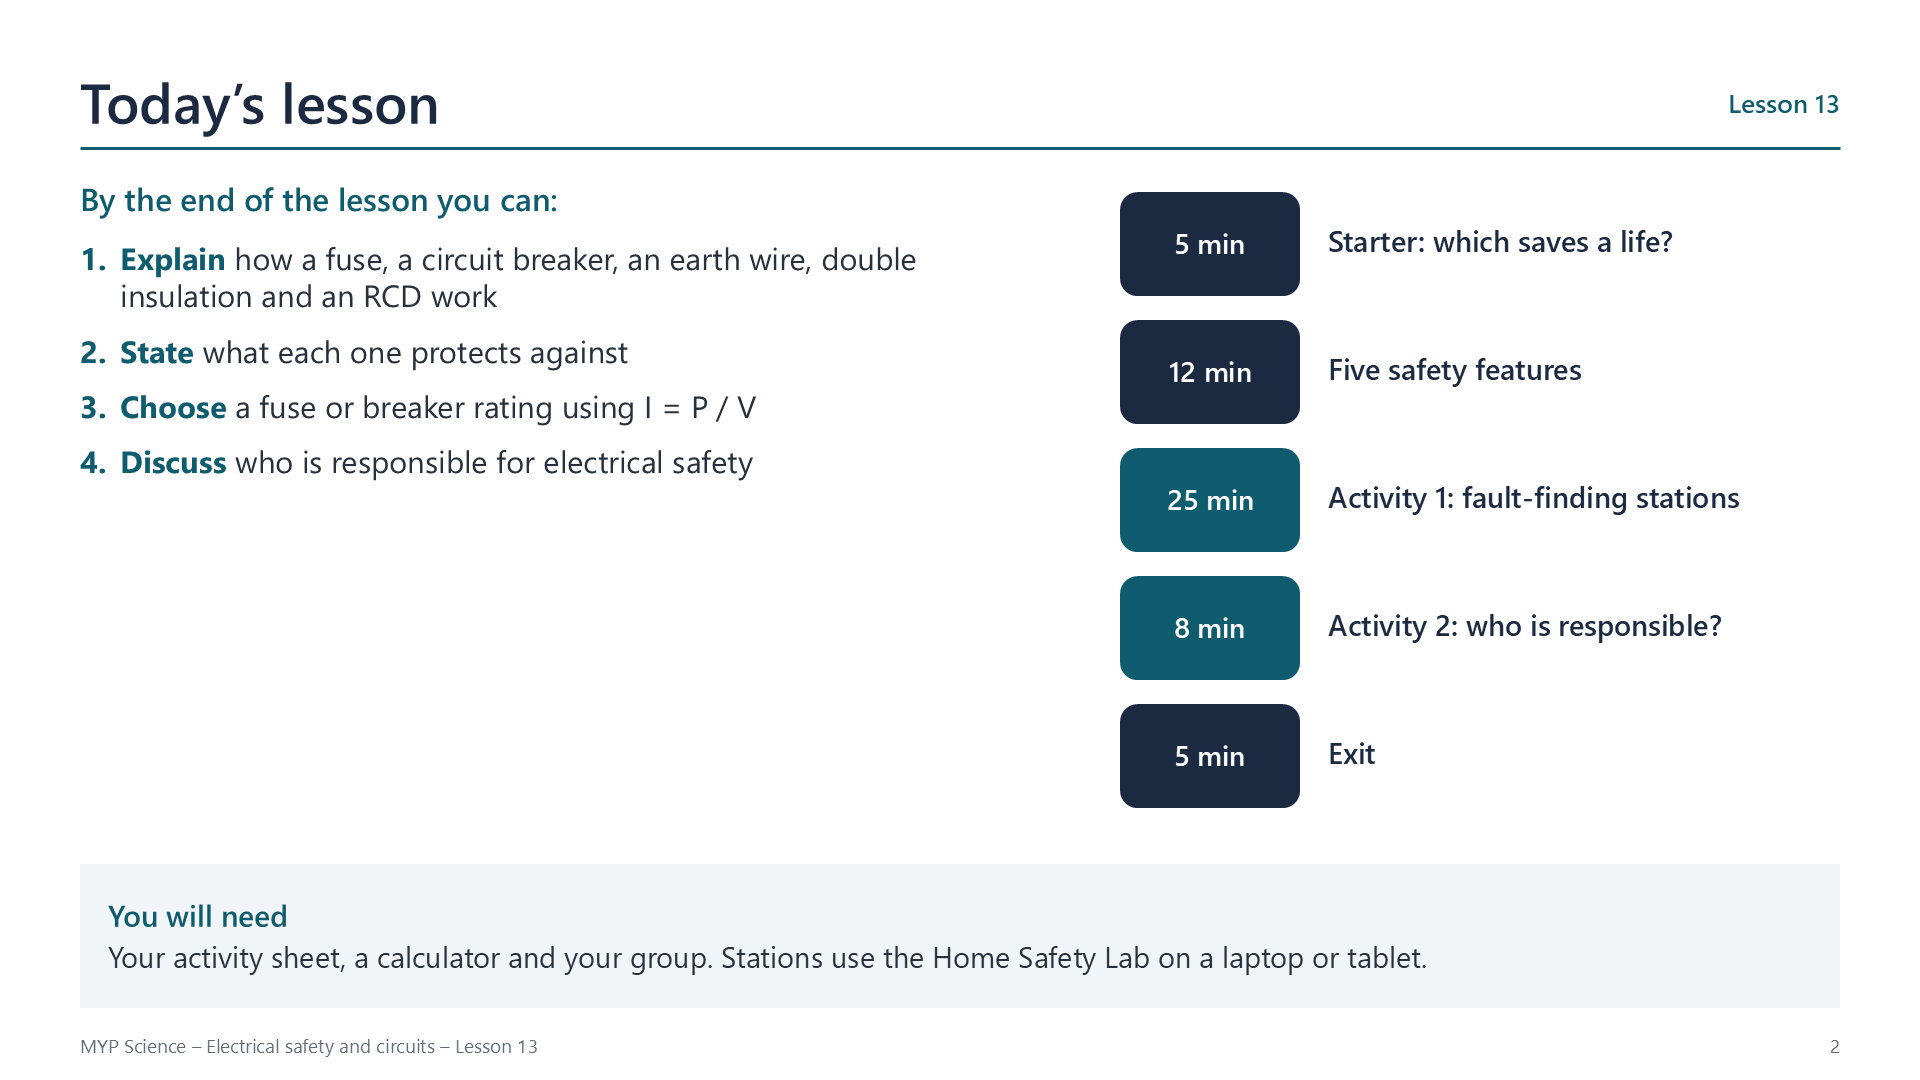 Today’s lesson
Lesson 13
By the end of the lesson you can:
1. Explain how a fuse, a circuit breaker, an earth wire, double
insulation and an RCD work
2. State what each one protects against
3. Choose a fuse or breaker rating using I = P / V
4. Discuss who is responsible for electrical safety
5 min
Starter: which saves a life?
12 min
Five safety features
25 min
Activity 1: fault-finding stations
8 min
Activity 2: who is responsible?
5 min
Exit
You will need
Your activity sheet, a calculator and your group. Stations use the Home Safety Lab on a laptop or tablet.
MYP Science – Electrical safety and circuits – Lesson 13
2